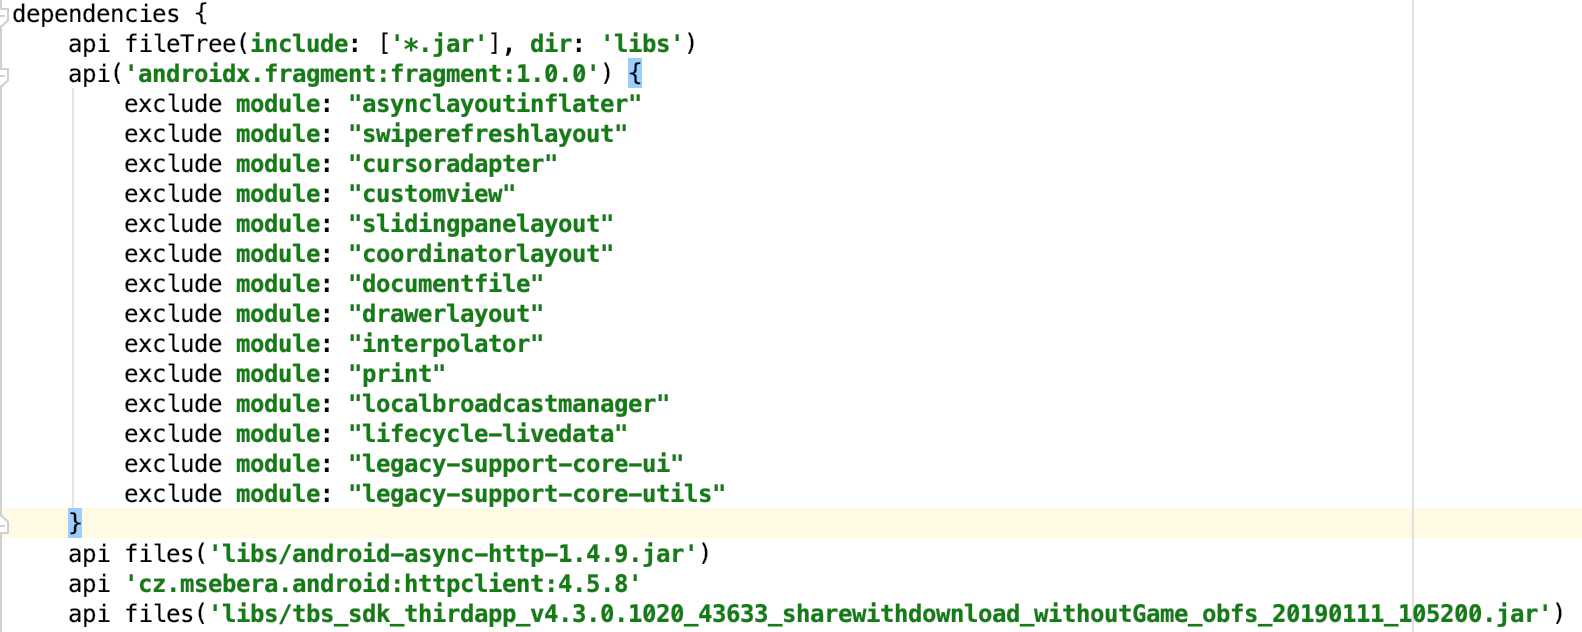 dependencies {
    api fileTree(include: ['*.jar'], dir: 'libs')
    api('androidx.fragment:fragment:1.0.0') {
        exclude module: "asynclayoutinflater"
        exclude module: "swiperefreshlayout"
        exclude module: "cursoradapter"
        exclude module: "customview"
        exclude module: "slidingpanelayout"
        exclude module: "coordinatorlayout"
        exclude module: "documentfile"
        exclude module: "drawerlayout"
        exclude module: "interpolator"
        exclude module: "print"
        exclude module: "localbroadcastmanager"
        exclude module: "lifecycle-livedata"
        exclude module: "legacy-support-core-ui"
        exclude module: "legacy-support-core-utils"
    }
    api files('libs/android-async-http-1.4.9.jar')
    api 'cz.msebera.android:httpclient:4.5.8'
    api files('libs/tbs_sdk_thirdapp_v4.3.0.1020_43633_sharewithdownload_withoutGame_obfs_20190111_105200.jar')